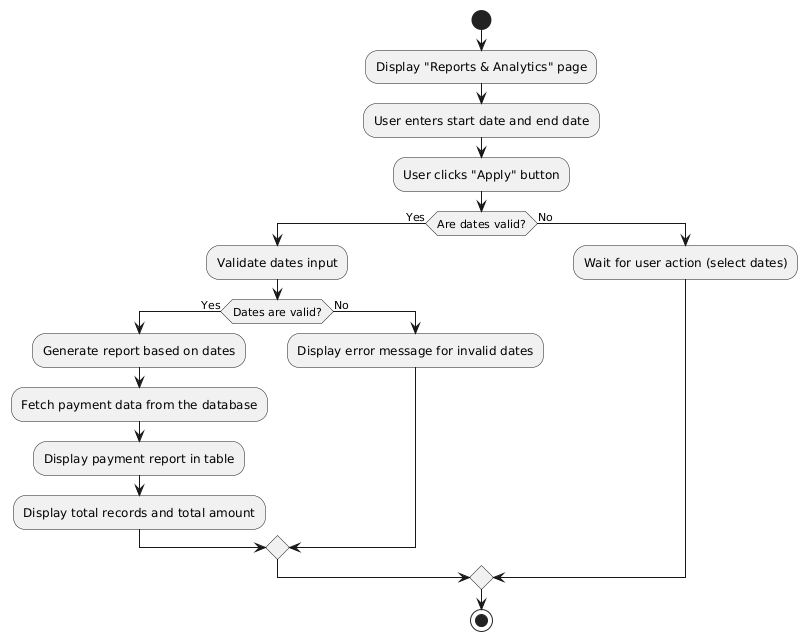 Display "Reports & Analytics" page
User enters start date and end date
User clicks "Apply" button
Yes
Are dates valid?
No
Validate dates input
Wait for user action (select dates)
Yes
Dates are valid?
No
Generate report based on dates
Display error message for invalid dates
Fetch payment data from the database
Display payment report in table
Display total records and total amount